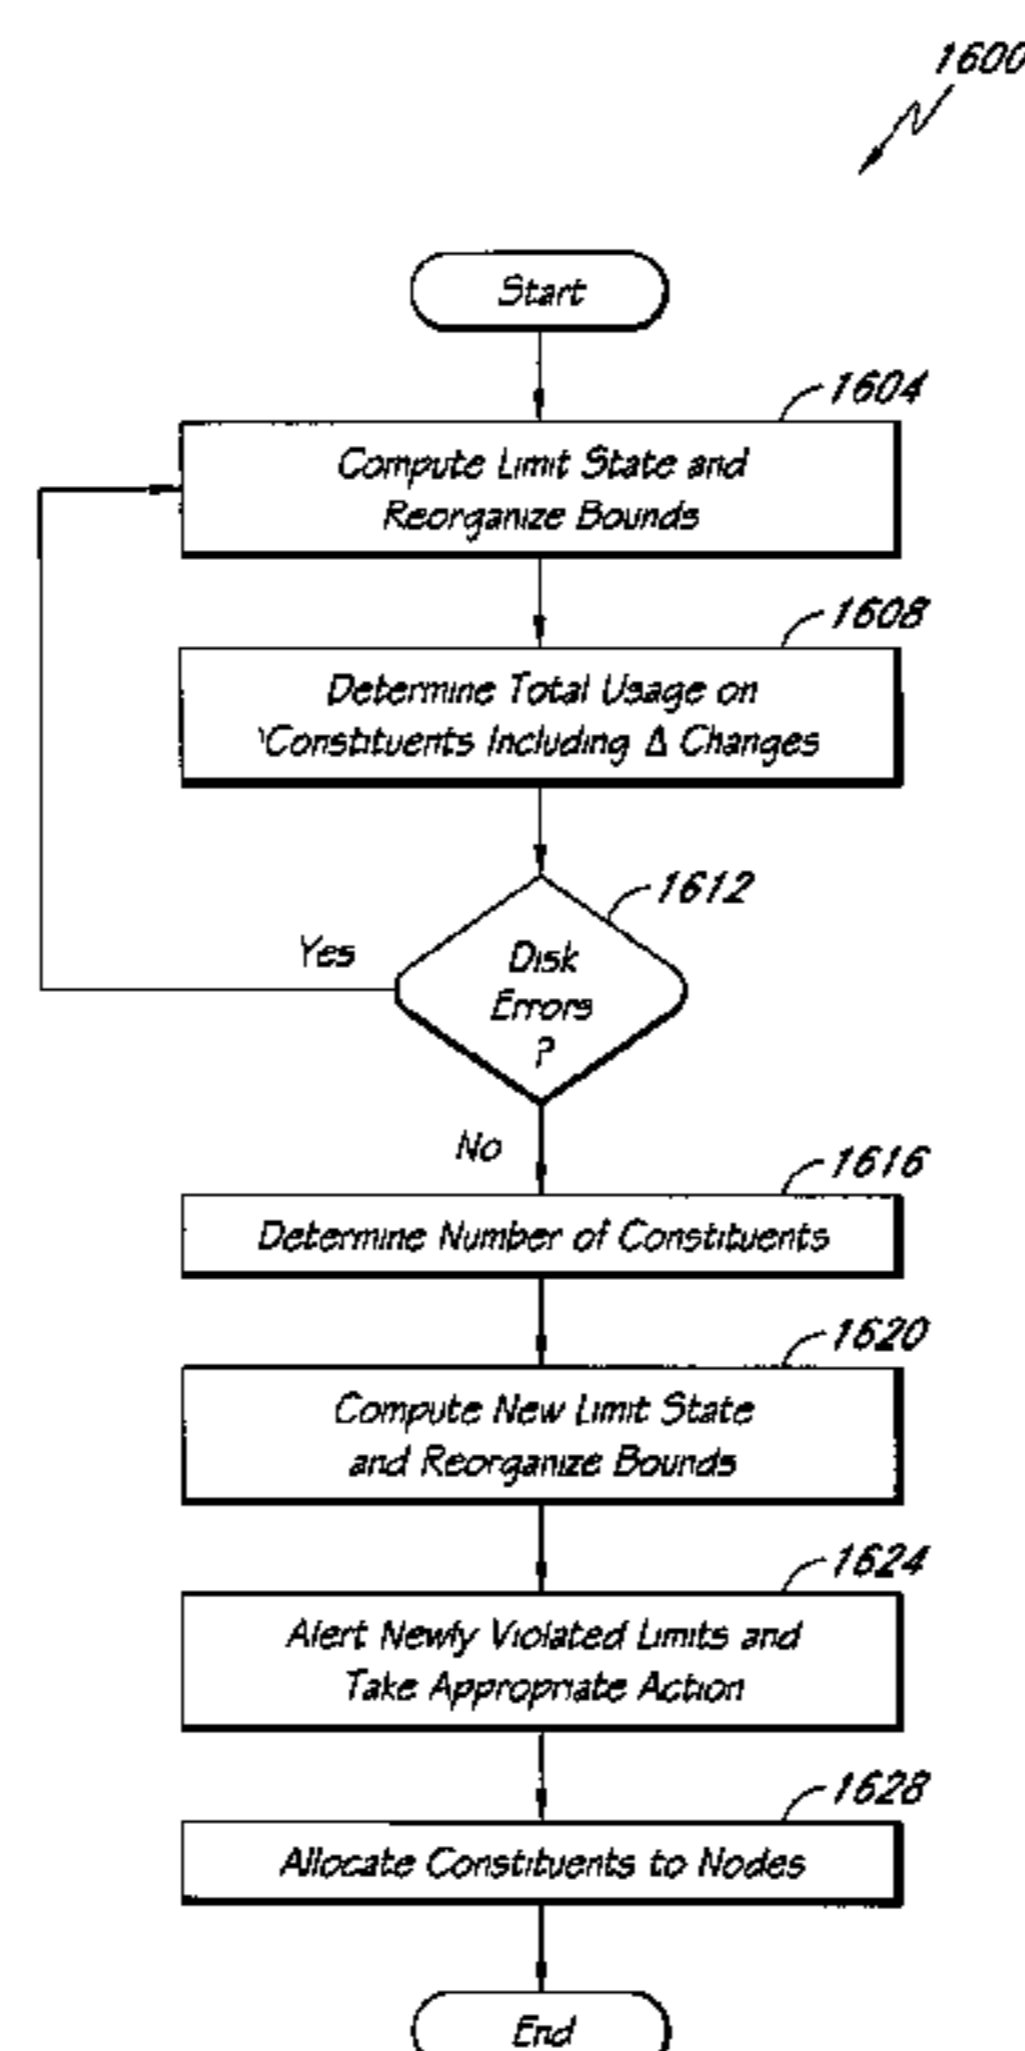 1600
Start
1604
Compute Limit State and
Reorganize Bounds
1608
Determine Total Usage on
Constituents Including Δ Changes
1612
Yes
Disk
Errors
?
No
1616
Determine Number of Constituents
1620
Compute New Limit State
and Reorganize Bounds
1624
Alert Newly Violated Limits and
Take Appropriate Action
1628
Allocate Constituents to Nodes
End